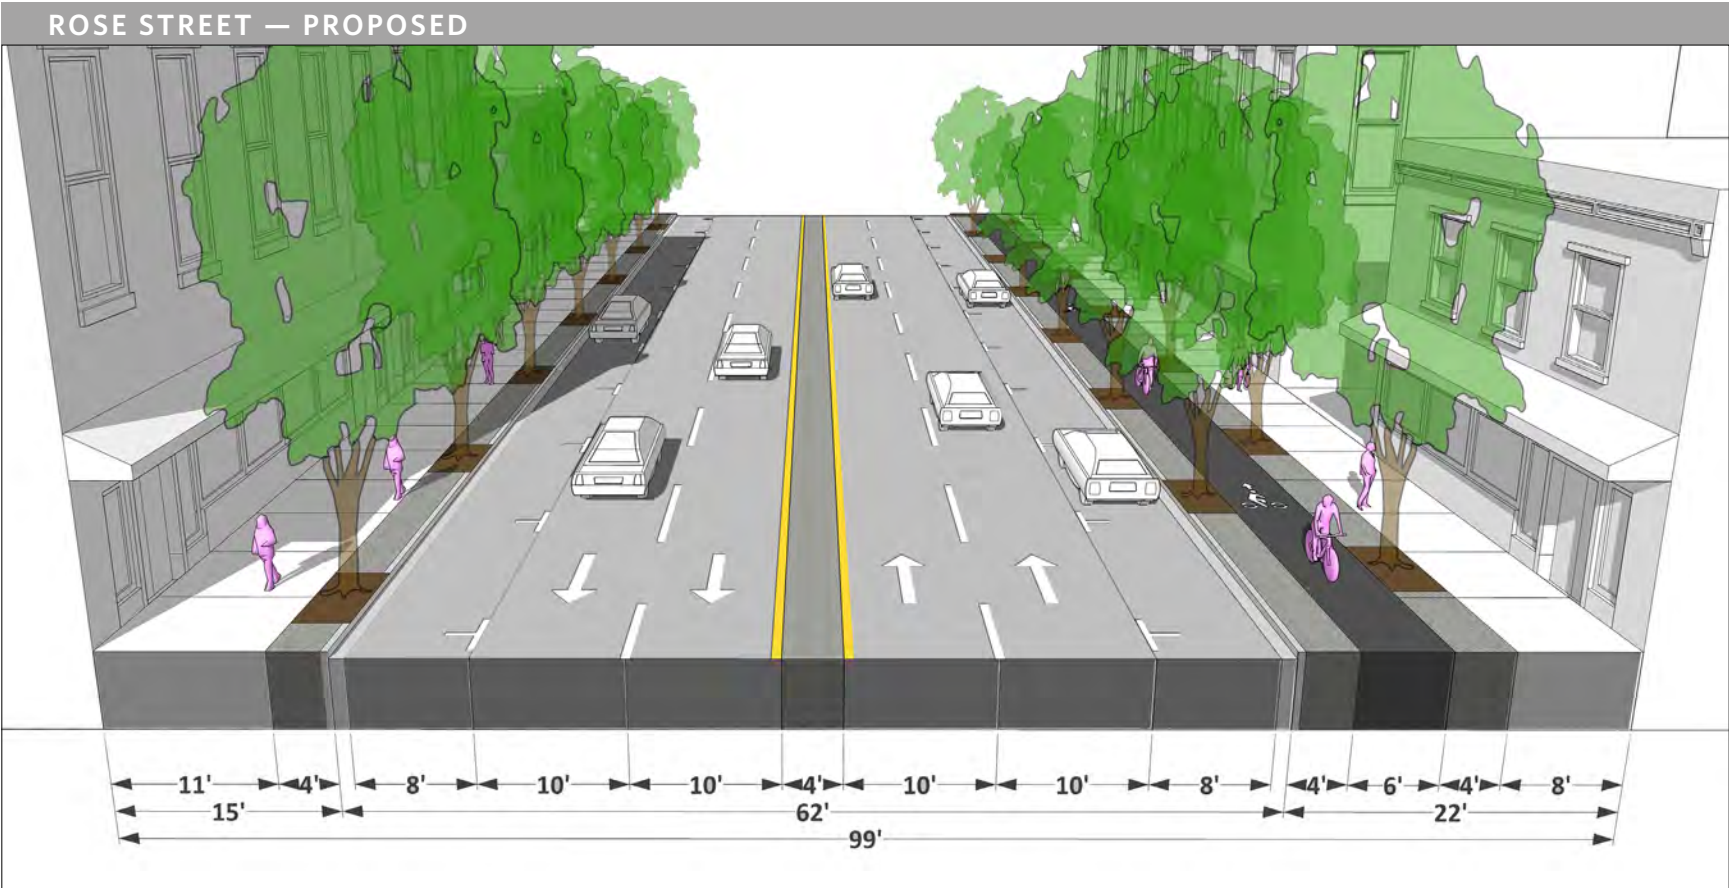 ROSE STREET — PROPOSED
11' 4' 8' 10' 10' 4' 10' 10' 8' 4' 6' 4' 8'
15' 62' 22'
99'